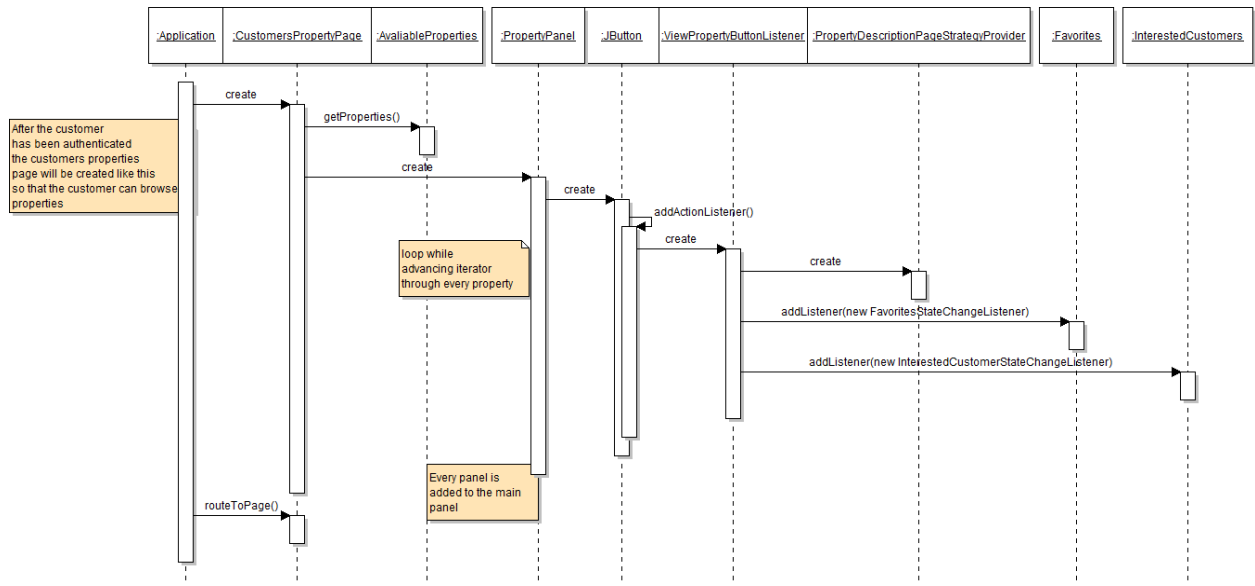 :Application
:CustomersPropertyPage
:AvaliableProperties
:PropertyPanel
:JButton
:ViewPropertyButtonListener
:PropertyDescriptionPageStrategyProvider
:Favorites
:InterestedCustomers
create
getProperties()
After the customer
has been authenticated
the customers properties
page will be created like this
so that the customer can browse
properties
create
create
addActionListener()
create
loop while
advancing iterator
through every property
create
addListener(new FavoritesStateChangeListener)
addListener(new InterestedCustomerStateChangeListener)
Every panel is
added to the main
panel
routeToPage()